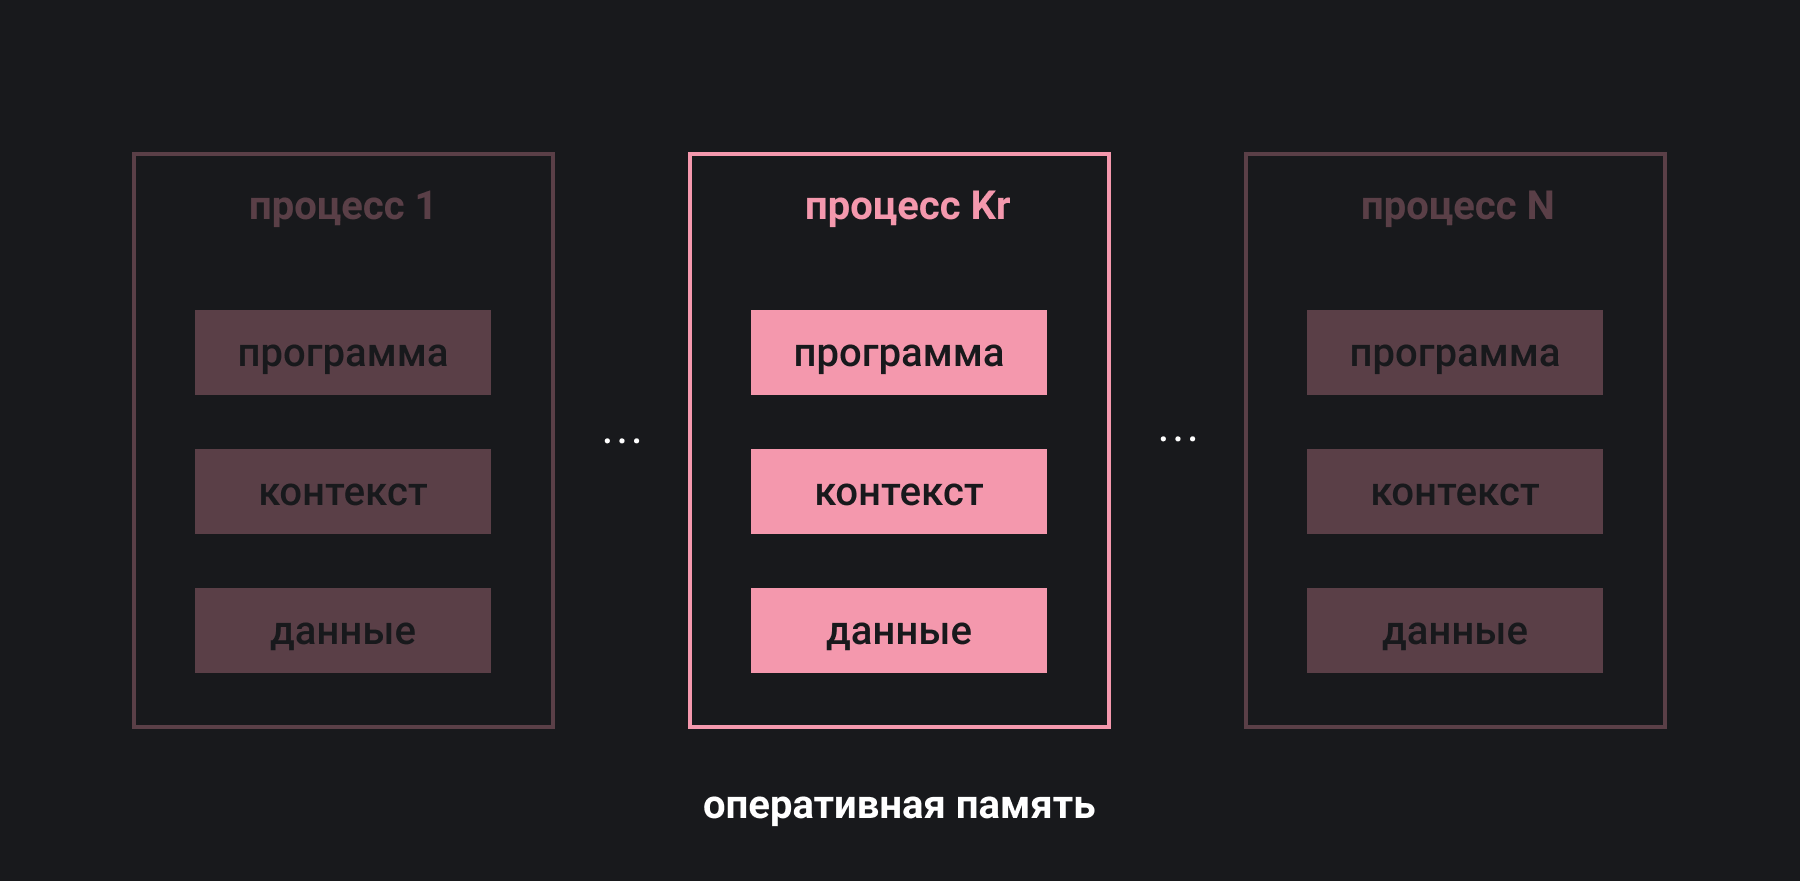 процесс 1
программа
контекст
данные
...
процесс Kr
программа
контекст
данные
...
процесс N
программа
контекст
данные
оперативная память